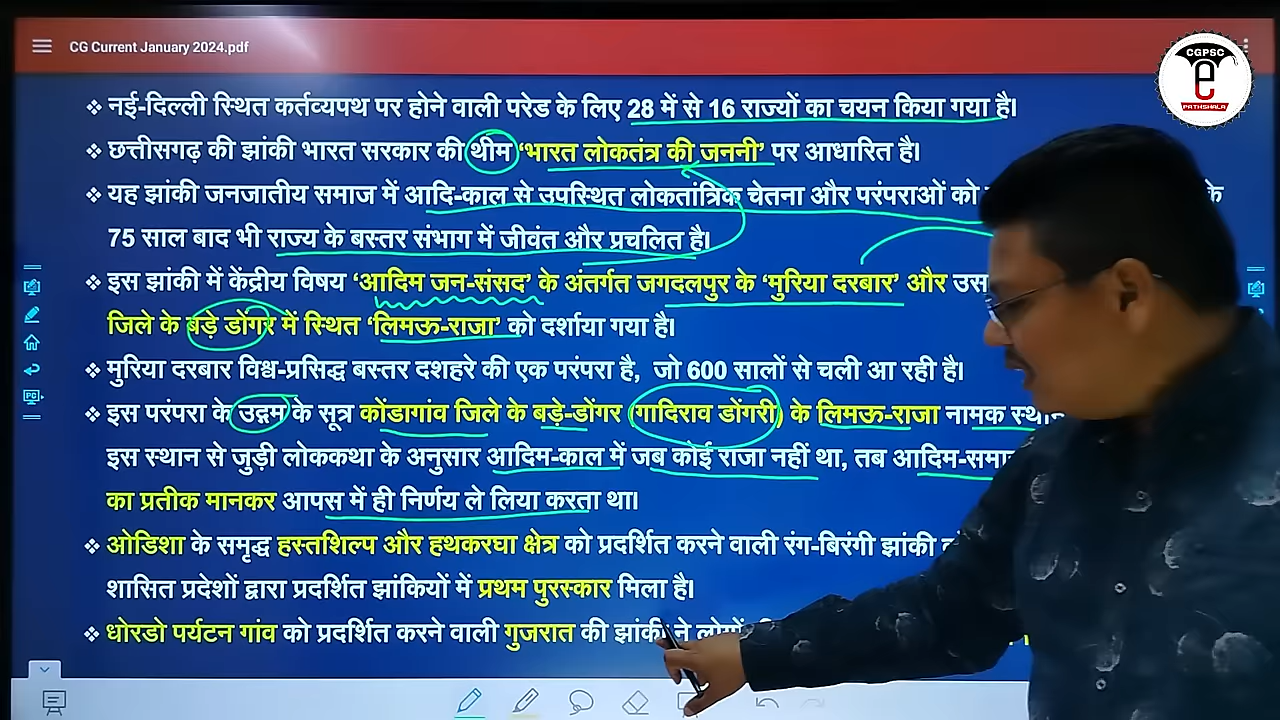 CG Current January 2024.pdf
CGPSC
e
PATHSHALA
❖ नई-दिल्ली स्थित कर्तव्यपथ पर होने वाली परेड के लिए 28 में से 16 राज्यों का चयन किया गया है।
❖ छत्तीसगढ़ की झांकी भारत सरकार की थीम ‘भारत लोकतंत्र की जननी’ पर आधारित है।
❖ यह झांकी जनजातीय समाज में आदि-काल से उपस्थित लोकतांत्रिक चेतना और परंपराओं को के
75 साल बाद भी राज्य के बस्तर संभाग में जीवंत और प्रचलित है।
❖ इस झांकी में केंद्रीय विषय ‘आदिम जन-संसद’ के अंतर्गत जगदलपुर के ‘मुरिया दरबार’ और
जिले के बड़े डोंगर में स्थित ‘लिमऊ-राजा’ को दर्शाया गया है।
❖ मुरिया दरबार विश्व-प्रसिद्ध बस्तर दशहरे की एक परंपरा है, जो 600 सालों से चली आ रही है।
❖ इस परंपरा के उद्गम के सूत्र कोंडागांव जिले के बड़े-डोंगर (गादिराव डोंगरी) के लिमऊ-राजा नामक
इस स्थान से जुड़ी लोककथा के अनुसार आदिम-काल में जब कोई राजा नहीं था, तब
का प्रतीक मानकर आपस में ही निर्णय ले लिया करता था।
❖ ओडिशा के समृद्ध हस्तशिल्प और हथकरघा क्षेत्र को प्रदर्शित करने वाली रंग-बिरंगी झांकी
शासित प्रदेशों द्वारा प्रदर्शित झांकियों में प्रथम पुरस्कार मिला है।
❖ धोरडो पर्यटन गांव को प्रदर्शित करने वाली गुजरात की झांकी ने
PC